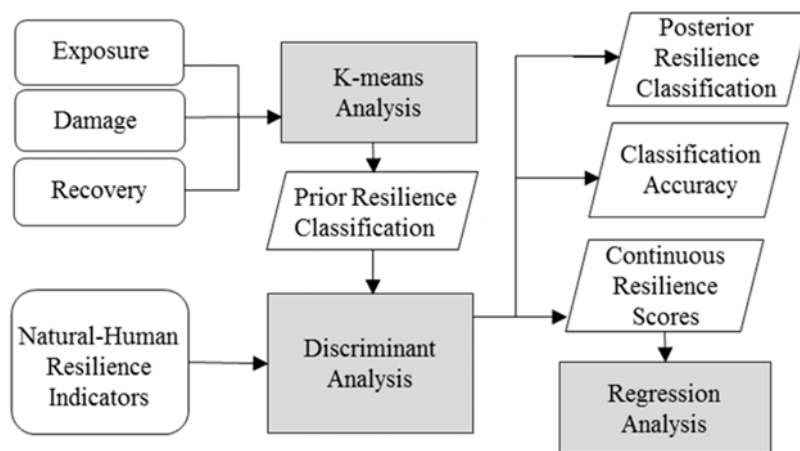 Exposure
Damage
Recovery
K-means
Analysis
Prior Resilience
Classification
Natural-Human
Resilience
Indicators
Discriminant
Analysis
Posterior
Resilience
Classification
Classification
Accuracy
Continuous
Resilience
Scores
Regression
Analysis